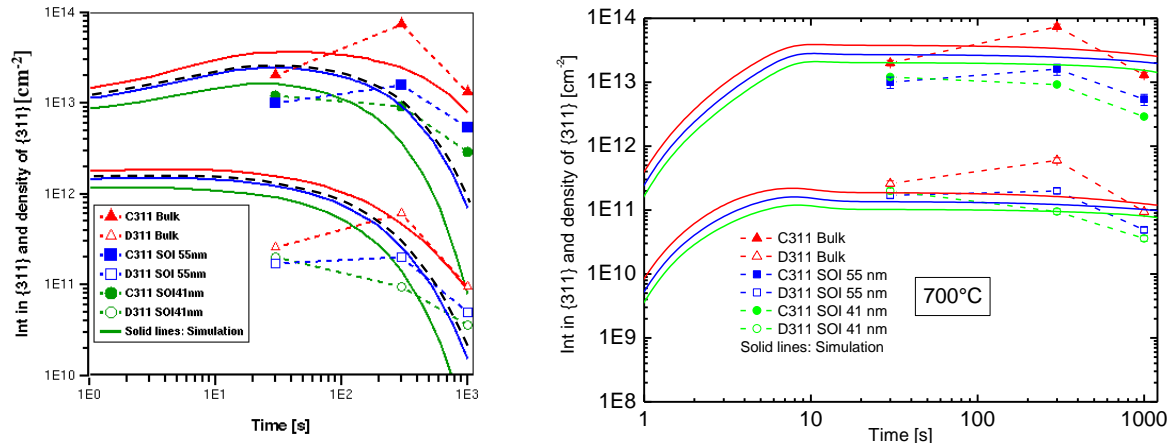 Int in {311} and density of {311} [cm-2]
1E14
1E13
1E12
1E11
1E10
C311 Bulk
D311 Bulk
C311 SOI 55nm
D311 SOI 55nm
C311 SOI41nm
D311 SOI41nm
Solid lines: Simulation
1E0
1E1
1E2
1E3
Time [s]
Int in {311} and density of {311} [cm-2]
1E14
1E13
1E12
1E11
1E10
1E9
1E8
C311 Bulk
D311 Bulk
C311 SOI 55 nm
D311 SOI 55 nm
C311 SOI 41 nm
D311 SOI 41 nm
Solid lines: Simulation
700°C
1
10
100
1000
Time [s]